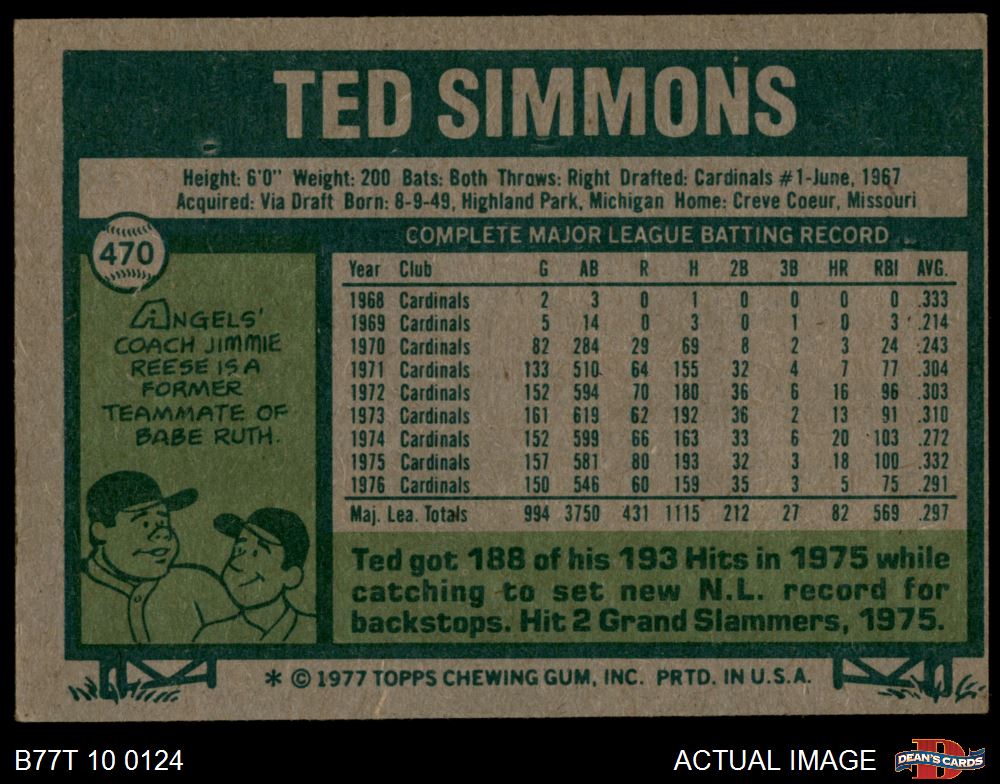 TED SIMMONS
Height: 6'0" Weight: 200 Bats: Both Throws: Right Drafted: Cardinals #1-June, 1967
Acquired: Via Draft Born: 8-9-49, Highland Park, Michigan Home: Creve Coeur, Missouri
470
ANGELS'
COACH JIMMIE
REESE IS A
FORMER
TEAMMATE OF
BABE RUTH.
COMPLETE MAJOR LEAGUE BATTING RECORD
Year Club G AB R H 2B 3B HR RBI AVG.
1968 Cardinals 2 3 0 1 0 0 0 0 .333
1969 Cardinals 5 14 0 3 0 1 0 3 .214
1970 Cardinals 82 284 29 69 8 2 3 24 .243
1971 Cardinals 133 510 64 155 32 4 7 77 .304
1972 Cardinals 152 594 70 180 36 6 16 96 .303
1973 Cardinals 161 619 62 192 36 2 13 91 .310
1974 Cardinals 152 599 66 163 33 6 20 103 .272
1975 Cardinals 157 581 80 193 32 3 18 100 .332
1976 Cardinals 150 546 60 159 35 3 5 75 .291
Maj. Lea. Totals 994 3750 431 1115 212 27 82 569 .297
Ted got 188 of his 193 Hits in 1975 while
catching to set new N.L. record for
backstops. Hit 2 Grand Slammers, 1975.
* © 1977 TOPPS CHEWING GUM, INC. PRTD. IN U.S.A.
B77T 10 0124
ACTUAL IMAGE
D
DEAN'S CARDS